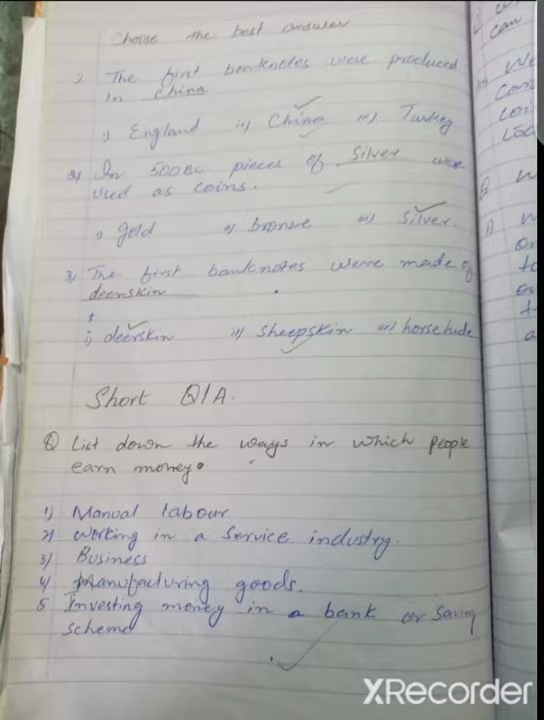 Choose the best answer
) The first banknotes were produced
in China
i) England ii) China iii) Turkey
2) In 500BC pieces of Silver were
used as coins.
i) gold ii) bronze iii) Silver.
3) The first banknotes were made of
deerskin
i) deerskin ii) sheepskin iii) horsehide
Short Q/A.
Q List down the ways in which people
earn money.
1) Manual labour
2) working in a Service industry.
3) Business
4) Manufacturing goods.
5 Investing money in a bank or saving
scheme
can.
XRecorder